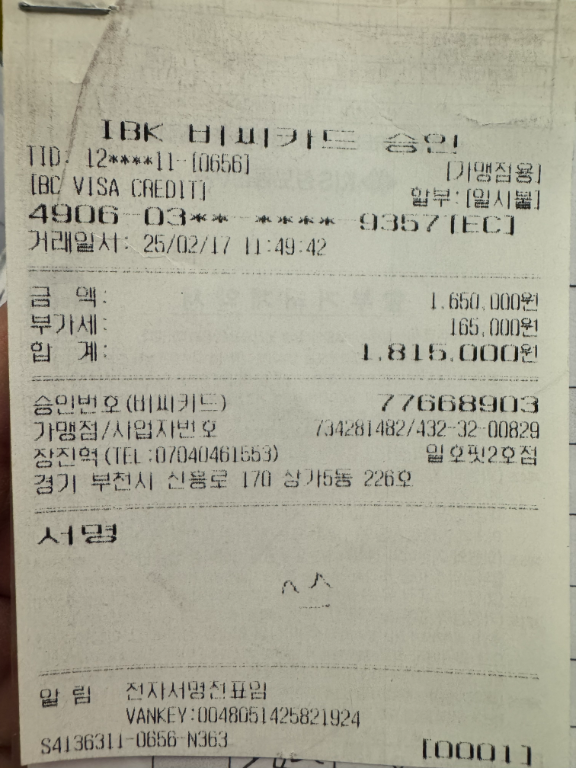 IBK 비씨카드 승인
TID: 12****11-[0656]
[가맹점용]
[BC VISA CREDIT]
할부:[일시불]
4906-03**-****-9357[EC]
거래일시: 25/02/17 11:49:42
금 액: 1,650,000원
부가세: 165,000원
합 계: 1,815,000원
승인번호(비씨카드) 77668903
가맹점/사업자번호 734281482/432-32-00829
장진혁(TEL:07040461553) 일호핏2호점
경기 부천시 신흥로 170 상가5동 226호
서명
알 림 전자서명전표임
VANKEY:0048051425821924
S4136311-0656-N363
[0001]